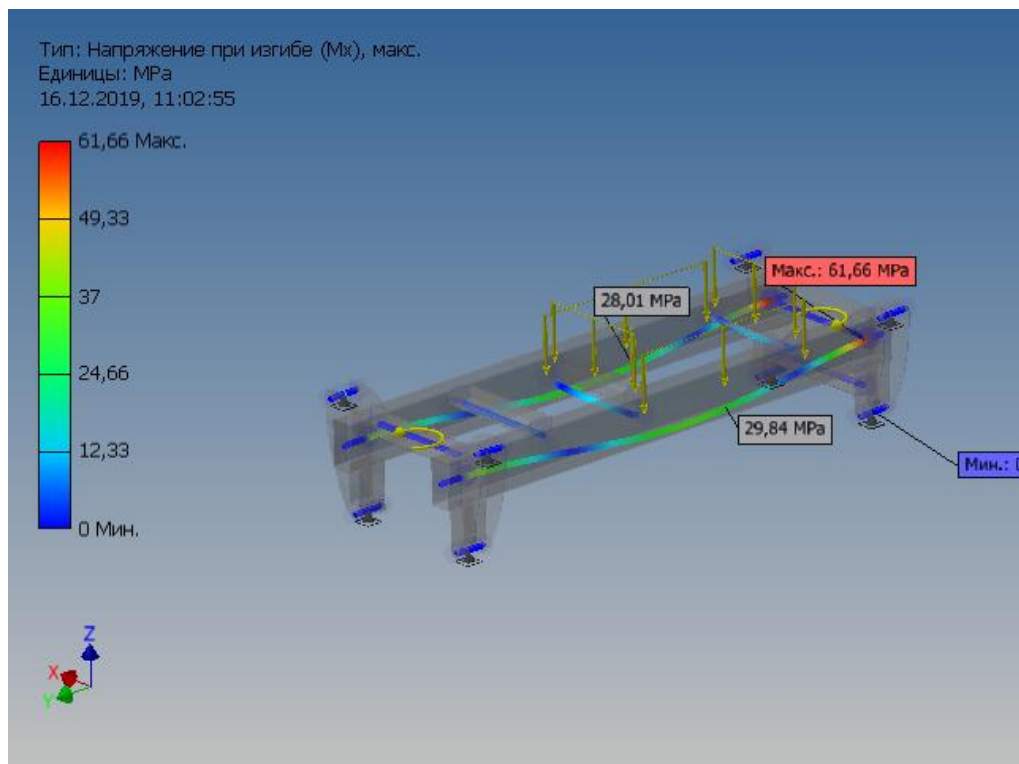 Тип: Напряжение при изгибе (Mx), макс.
Единицы: MPa
16.12.2019, 11:02:55
61,66 Макс.
49,33
37
24,66
12,33
0 Мин.
Макс.: 61,66 MPa
28,01 MPa
29,84 MPa
Мин.:
Z
X
Y